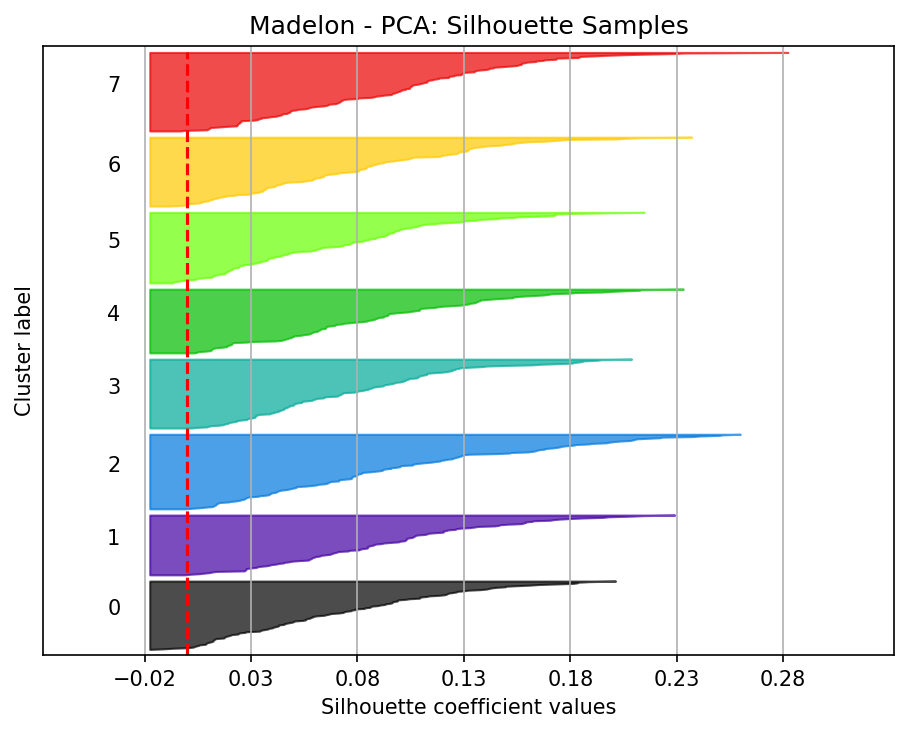 Madelon - PCA: Silhouette Samples
7
6
5
4
3
2
1
0
Cluster label
−0.02 0.03 0.08 0.13 0.18 0.23 0.28
Silhouette coefficient values